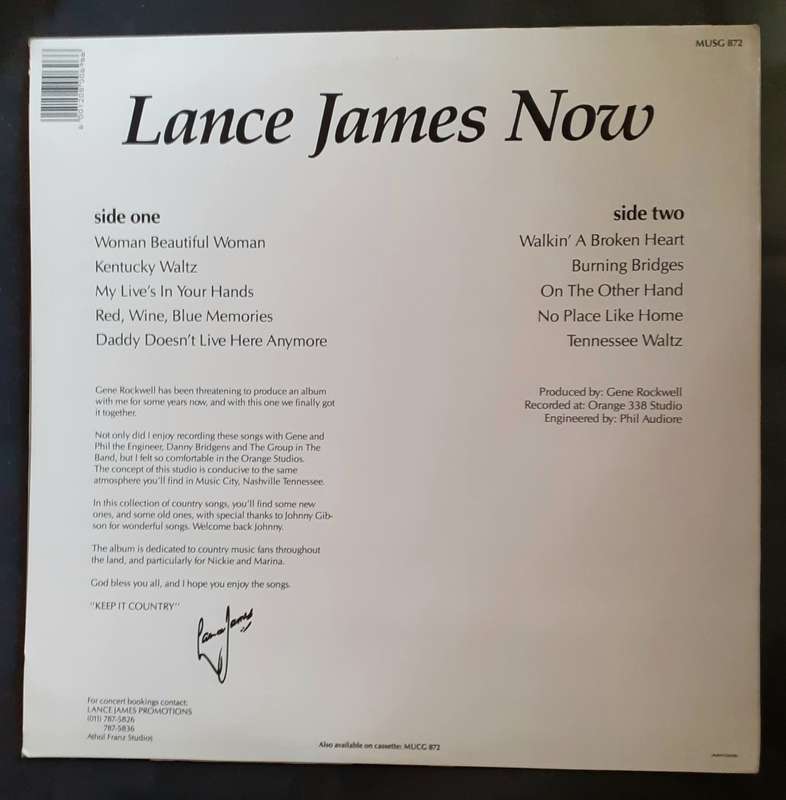 MUSG 872
Lance James Now
side one
Woman Beautiful Woman
Kentucky Waltz
My Live's In Your Hands
Red, Wine, Blue Memories
Daddy Doesn't Live Here Anymore
side two
Walkin' A Broken Heart
Burning Bridges
On The Other Hand
No Place Like Home
Tennessee Waltz
Produced by: Gene Rockwell
Recorded at: Orange 338 Studio
Engineered by: Phil Audiore
Gene Rockwell has been threatening to produce an album
with me for some years now, and with this one we finally got
it together.
Not only did I enjoy recording these songs with Gene and
Phil the Engineer, Danny Bridgens and The Group in The
Band, but I felt so comfortable in the Orange Studios.
The concept of this studio is conducive to the same
atmosphere you'll find in Music City, Nashville Tennessee.
In this collection of country songs, you'll find some new
ones, and some old ones, with special thanks to Johnny Gib-
son for wonderful songs. Welcome back Johnny.
The album is dedicated to country music fans throughout
the land, and particularly for Nickie and Marina.
God bless you all, and I hope you enjoy the songs.
"KEEP IT COUNTRY"
Lance James
For concert bookings contact:
LANCE JAMES PROMOTIONS
(011) 787-5826
787-5836
Athol Franz Studios
Also available on cassette: MUCG 872